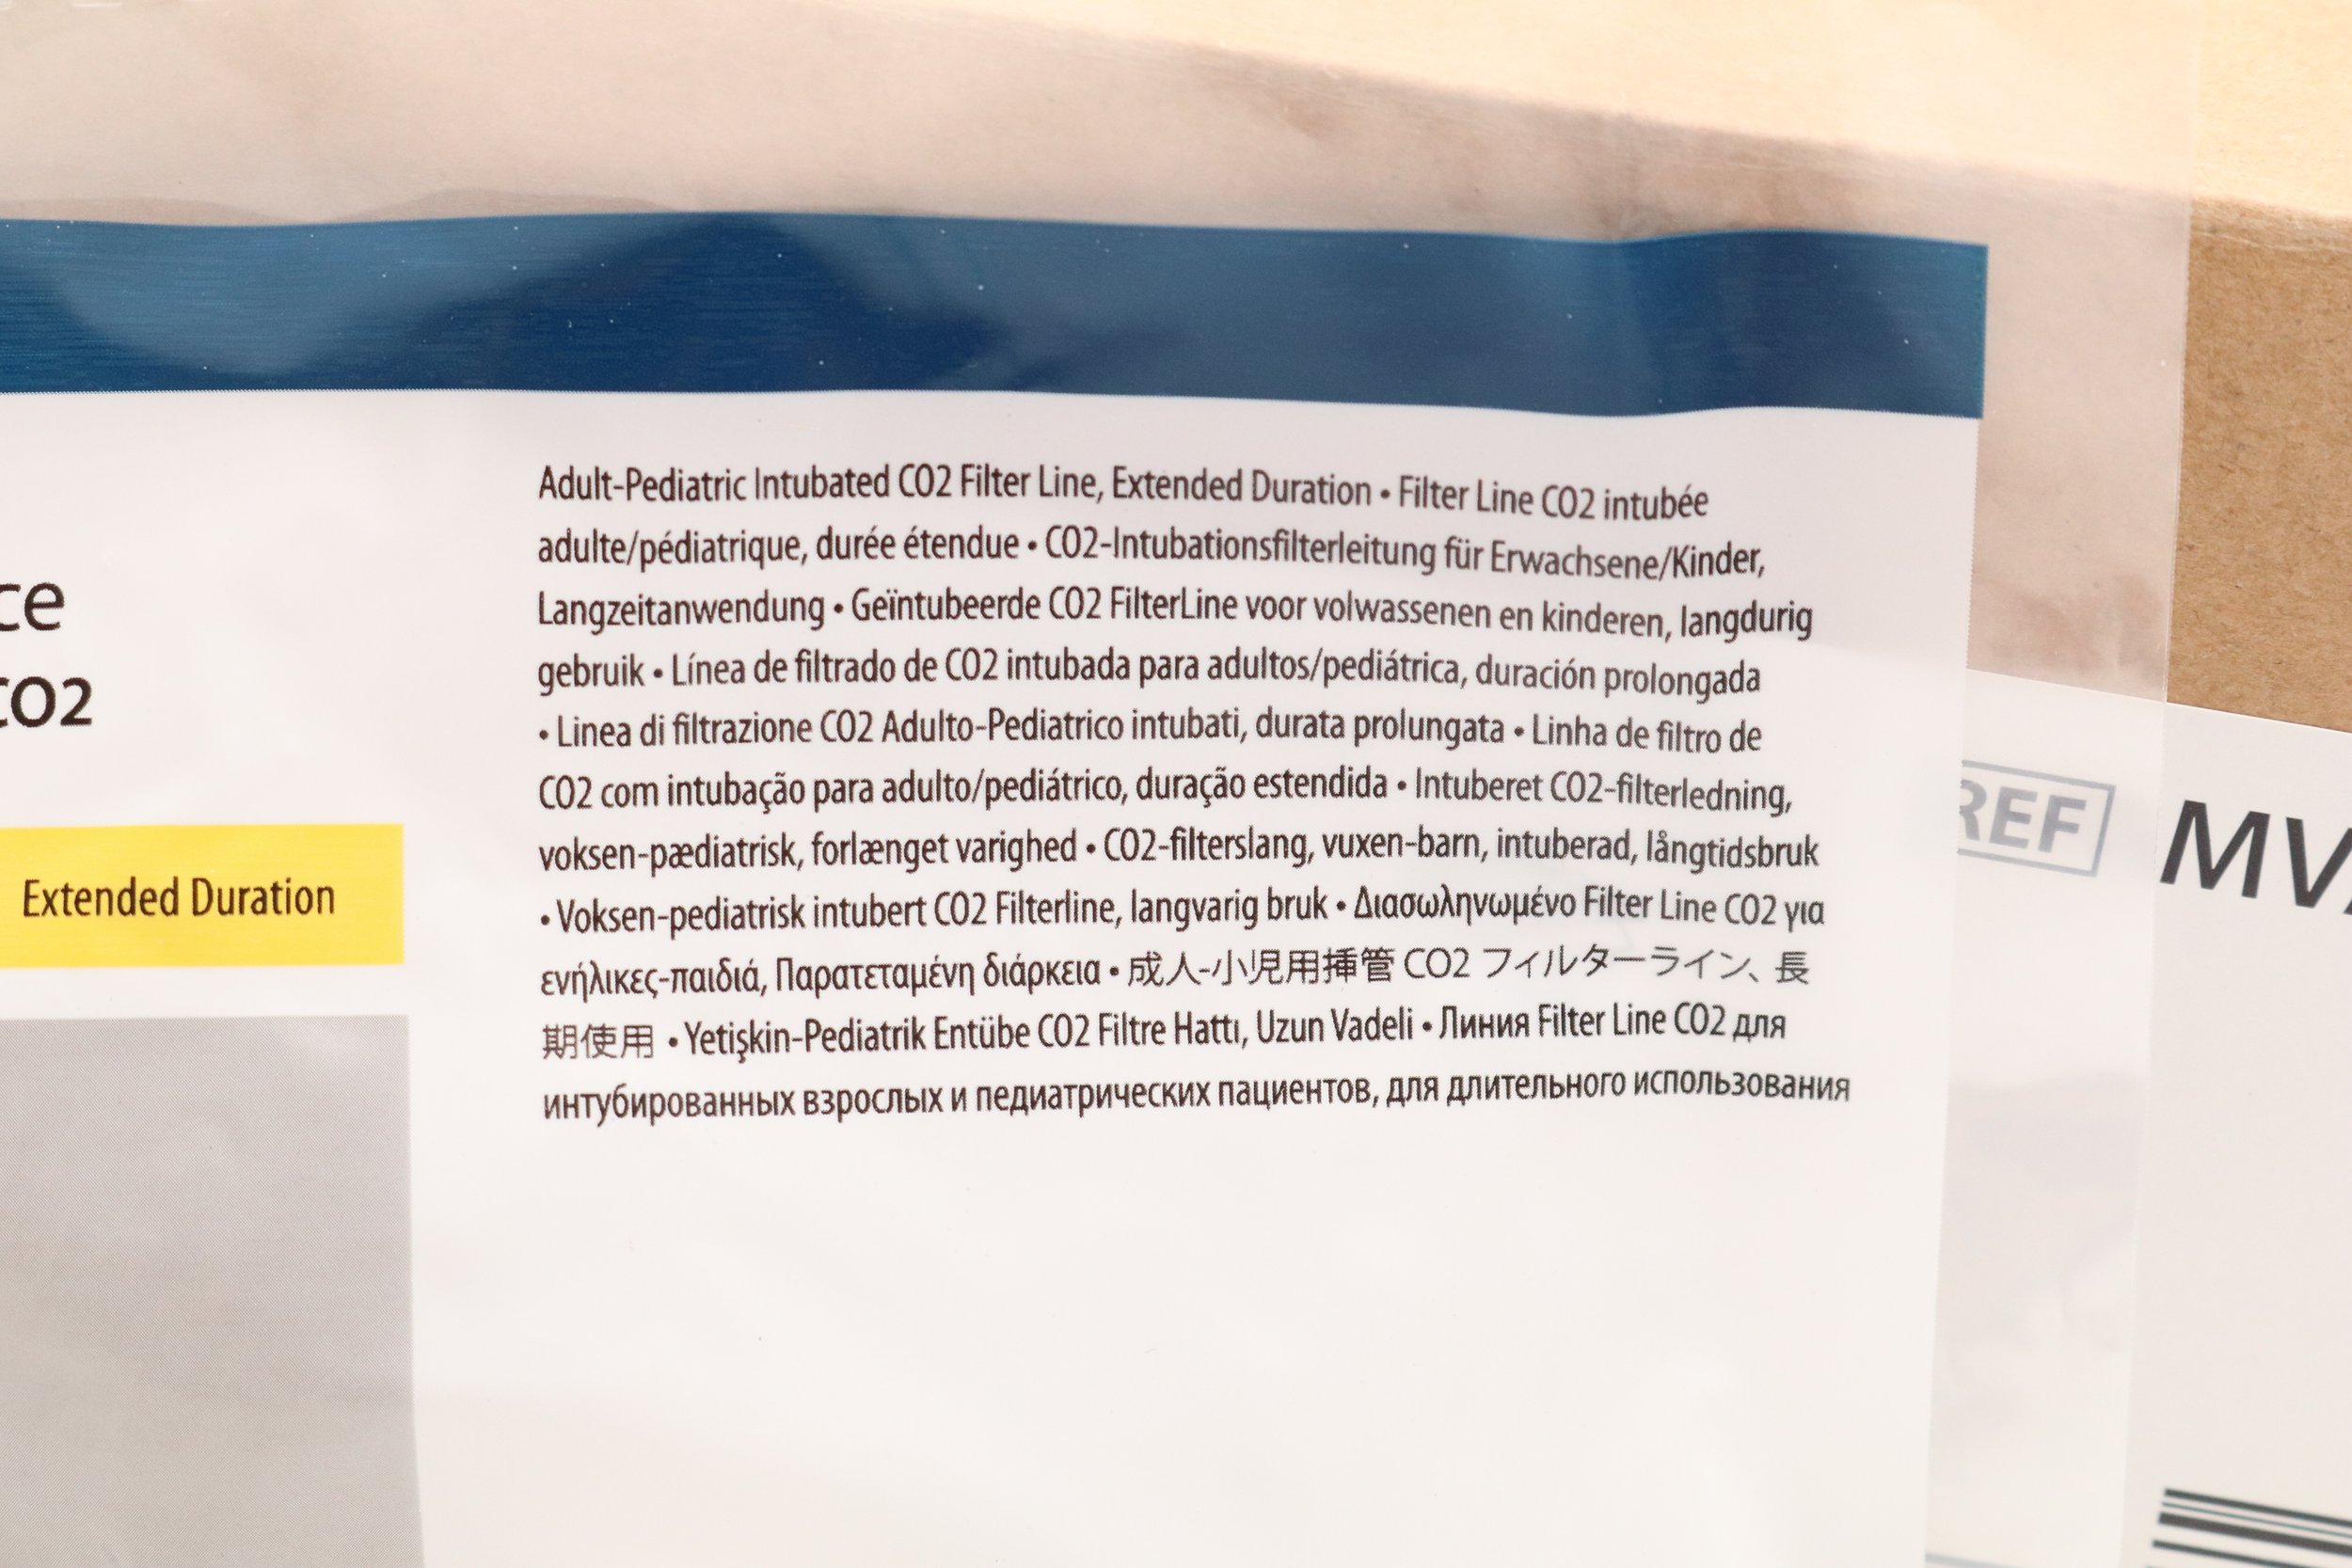 CO2
Extended Duration
Adult-Pediatric Intubated CO2 Filter Line, Extended Duration • Filter Line CO2 intubée
adulte/pédiatrique, durée étendue • CO2-Intubationsfilterleitung für Erwachsene/Kinder,
Langzeitanwendung • Geïntubeerde CO2 FilterLine voor volwassenen en kinderen, langdurig
gebruik • Línea de filtrado de CO2 intubada para adultos/pediátrica, duración prolongada
• Linea di filtrazione CO2 Adulto-Pediatrico intubati, durata prolungata • Linha de filtro de
CO2 com intubação para adulto/pediátrico, duração estendida • Intuberet CO2-filterledning,
voksen-pædiatrisk, forlænget varighed • CO2-filterslang, vuxen-barn, intuberad, långtidsbruk
• Voksen-pediatrisk intubert CO2 Filterline, langvarig bruk • Διασωληνωμένο Filter Line CO2 για
ενήλικες-παιδιά, Παρατεταμένη διάρκεια • 成人-小児用挿管 CO2 フィルターライン、長
期使用 • Yetişkin-Pediatrik Entübe CO2 Filtre Hattı, Uzun Vadeli • Линия Filter Line CO2 для
интубированных взрослых и педиатрических пациентов, для длительного использования
REF